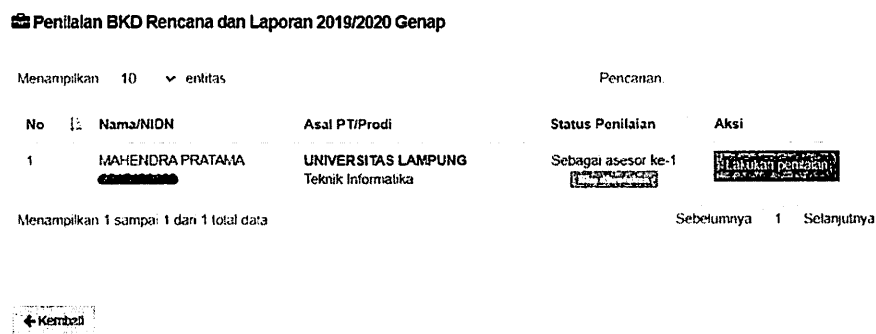 Penilaian BKD Rencana dan Laporan 2019/2020 Genap
Menampilkan 10 entitas Pencarian.
No Nama/NIDN Asal PT/Prodi Status Penilaian Aksi
1 MAHENDRA PRATAMA UNIVERSITAS LAMPUNG Sebagai asesor ke-1 Lakukan penilaian
Teknik Informatika
Menampilkan 1 sampai 1 dari 1 total data Sebelumnya 1 Selanjutnya
Kembali